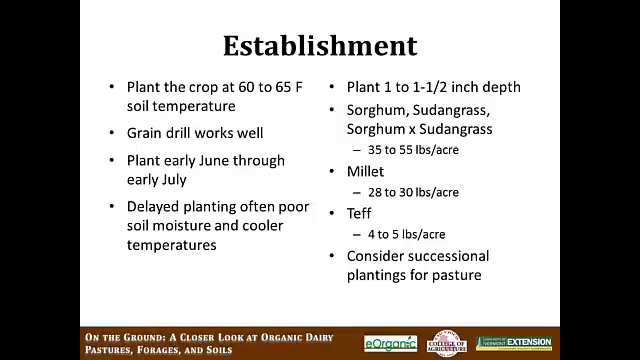 Establishment
• Plant the crop at 60 to 65 F
soil temperature
• Grain drill works well
• Plant early June through
early July
• Delayed planting often poor
soil moisture and cooler
temperatures
• Plant 1 to 1-1/2 inch depth
• Sorghum, Sudangrass,
Sorghum x Sudangrass
– 35 to 55 lbs/acre
• Millet
– 28 to 30 lbs/acre
• Teff
– 4 to 5 lbs/acre
• Consider successional
plantings for pasture
On the Ground: A Closer Look at Organic Dairy
Pastures, Forages, and Soils
eOrganic
COLLEGE OF
AGRICULTURE
EXTENSION